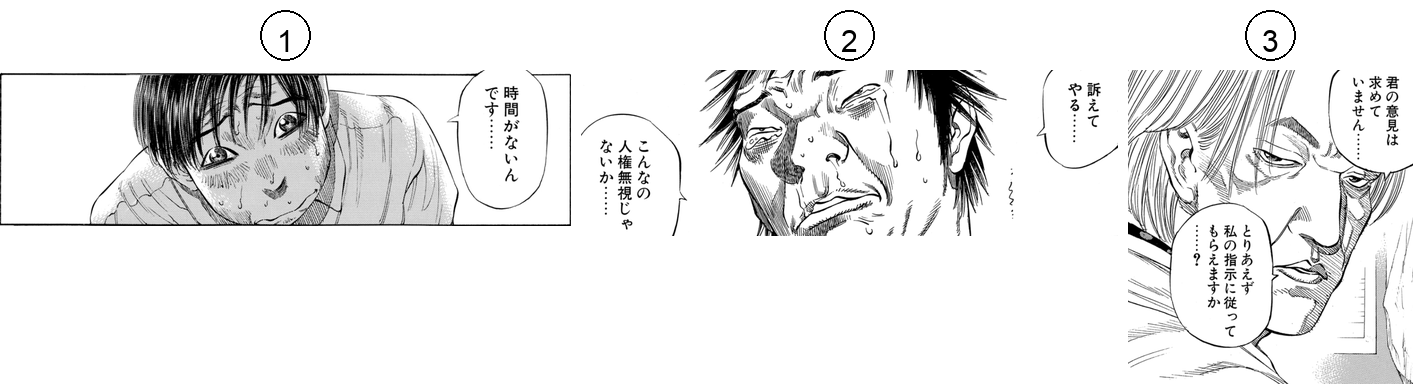 1
時間がないん
です……
2
訴えて
やる……
こんなの
人権無視じゃ
ないか……
3
君の意見は
求めて
いません……
とりあえず
私の指示に従って
もらえますか
……?